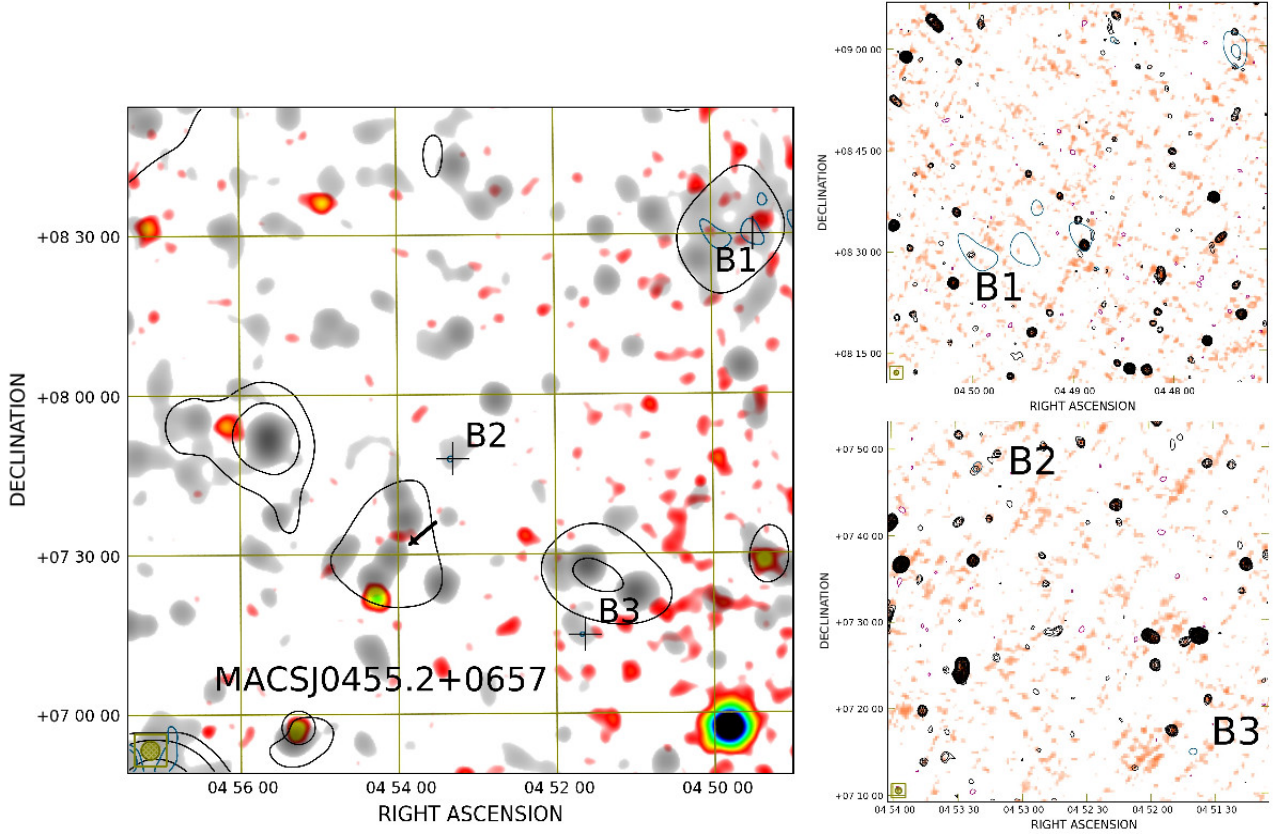 DECLINATION
+08 30 00
+08 00 00
+07 30 00
+07 00 00
B1
B2
B3
MACSJ0455.2+0657
04 56 00
04 54 00
04 52 00
04 50 00
RIGHT ASCENSION
DECLINATION
+09 00 00
+08 45 00
+08 30 00
+08 15 00
B1
04 50 00
04 49 00
04 48 00
RIGHT ASCENSION
DECLINATION
+07 50 00
+07 40 00
+07 30 00
+07 20 00
+07 10 00
B2
B3
04 54 00
04 53 30
04 53 00
04 52 30
04 52 00
04 51 30
RIGHT ASCENSION